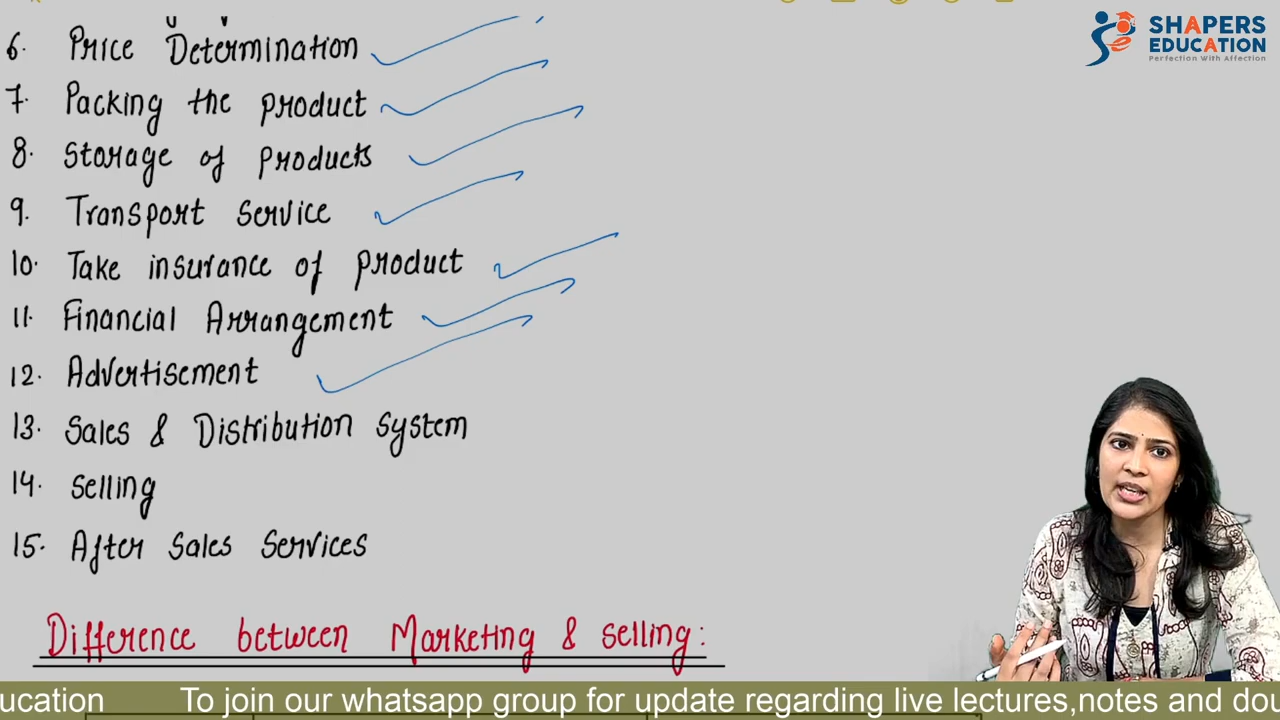 SHAPERS
EDUCATION
Perfection With Affection
6. Price Determination
7. Packing the product
8. Storage of products
9. Transport service
10. Take insurance of product
11. Financial Arrangement
12. Advertisement
13. Sales & Distribution system
14. selling
15. After Sales Services
Difference between Marketing & selling:
ucation To join our whatsapp group for update regarding live lectures,notes and dou